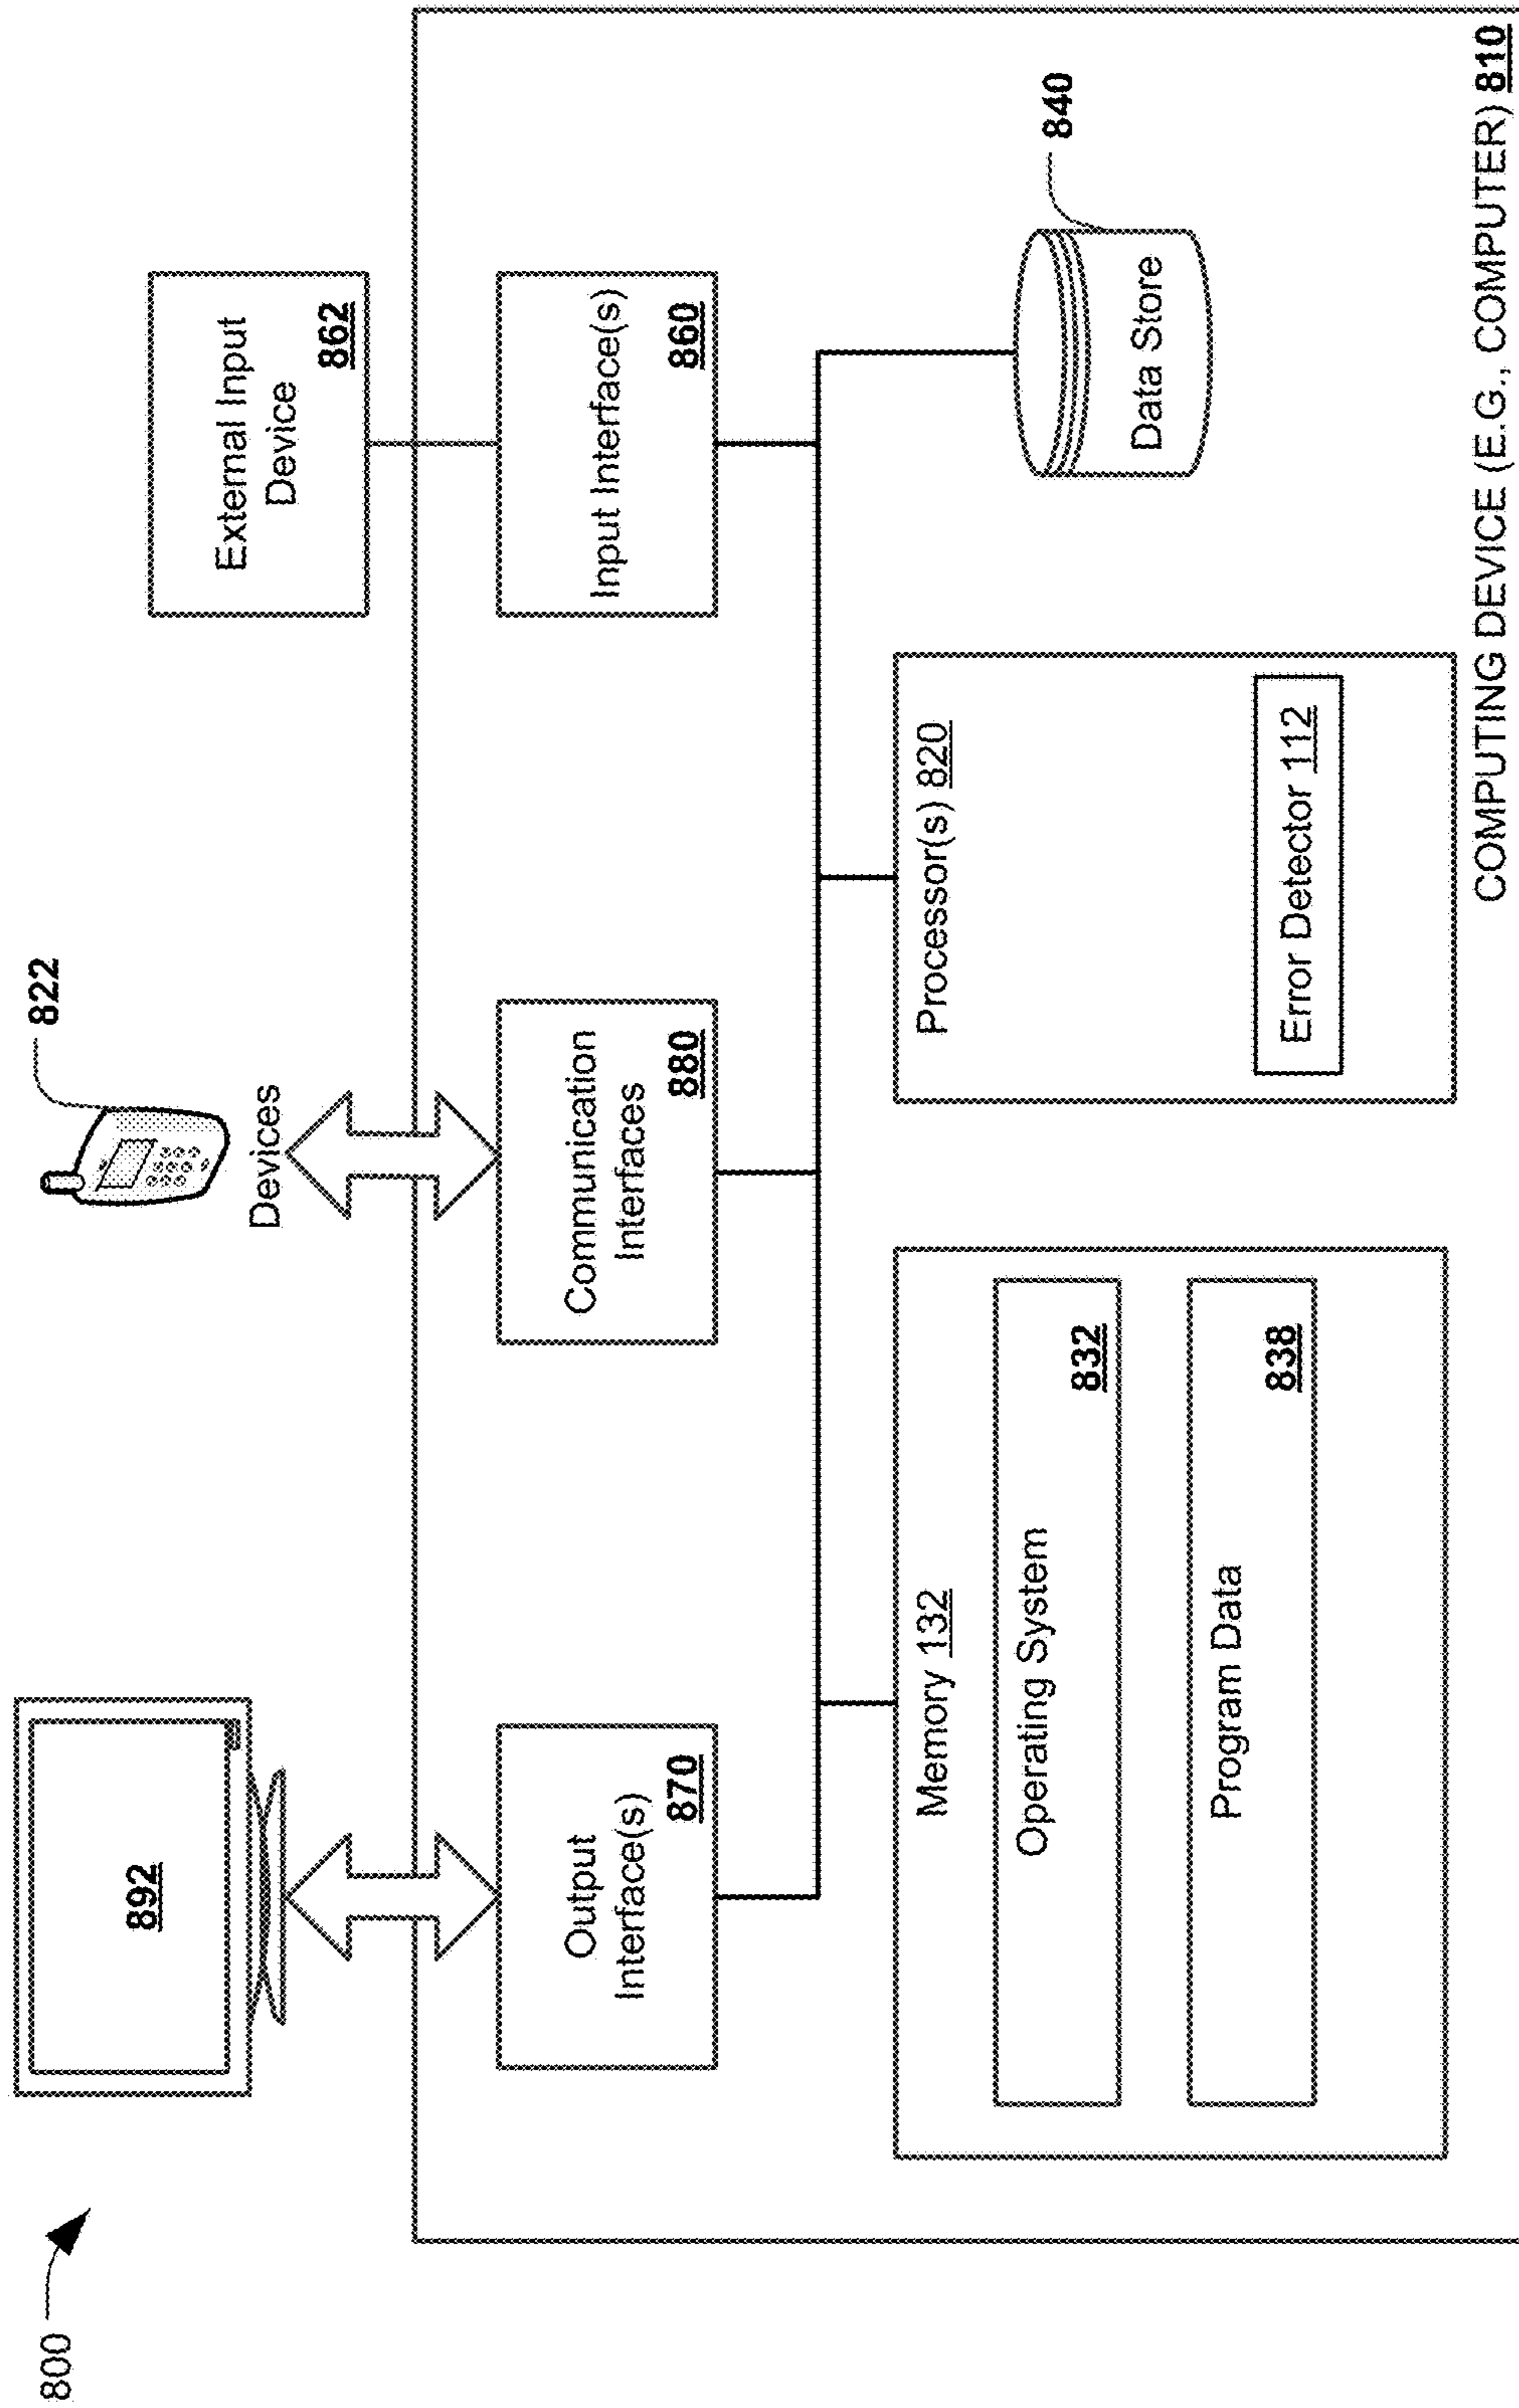 800
892
822
Devices
External Input
Device
862
Output
Interface(s)
870
Communication
Interfaces
880
Input Interface(s)
860
Memory 132
Operating System
832
Program Data
838
Processor(s) 820
Error Detector 112
840
Data Store
COMPUTING DEVICE (E.G., COMPUTER) 810